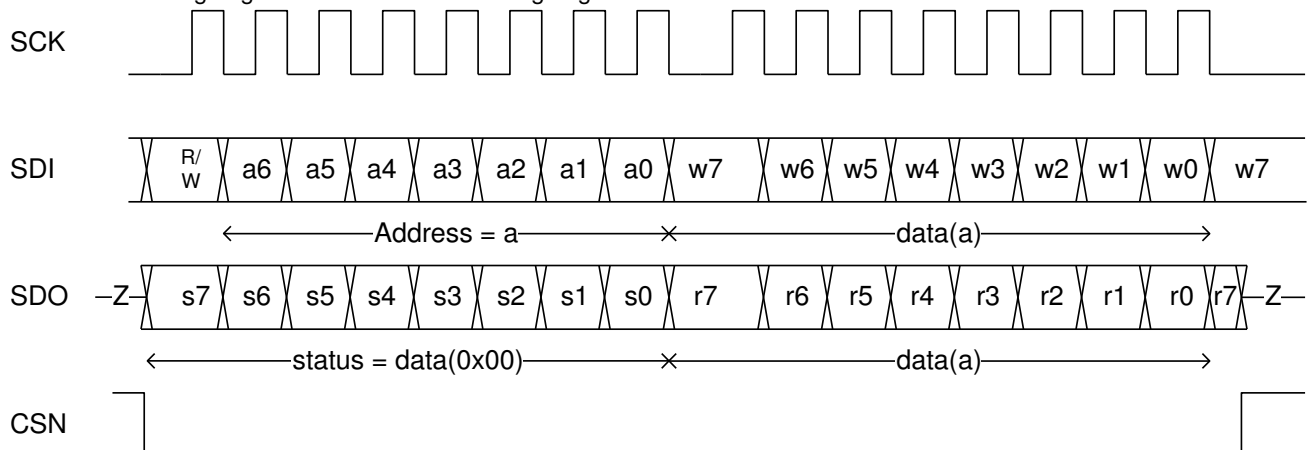 SCK
SDI R/W a6 a5 a4 a3 a2 a1 a0 w7 w6 w5 w4 w3 w2 w1 w0 w7
Address = a data(a)
SDO Z s7 s6 s5 s4 s3 s2 s1 s0 r7 r6 r5 r4 r3 r2 r1 r0 r7 Z
status = data(0x00) data(a)
CSN